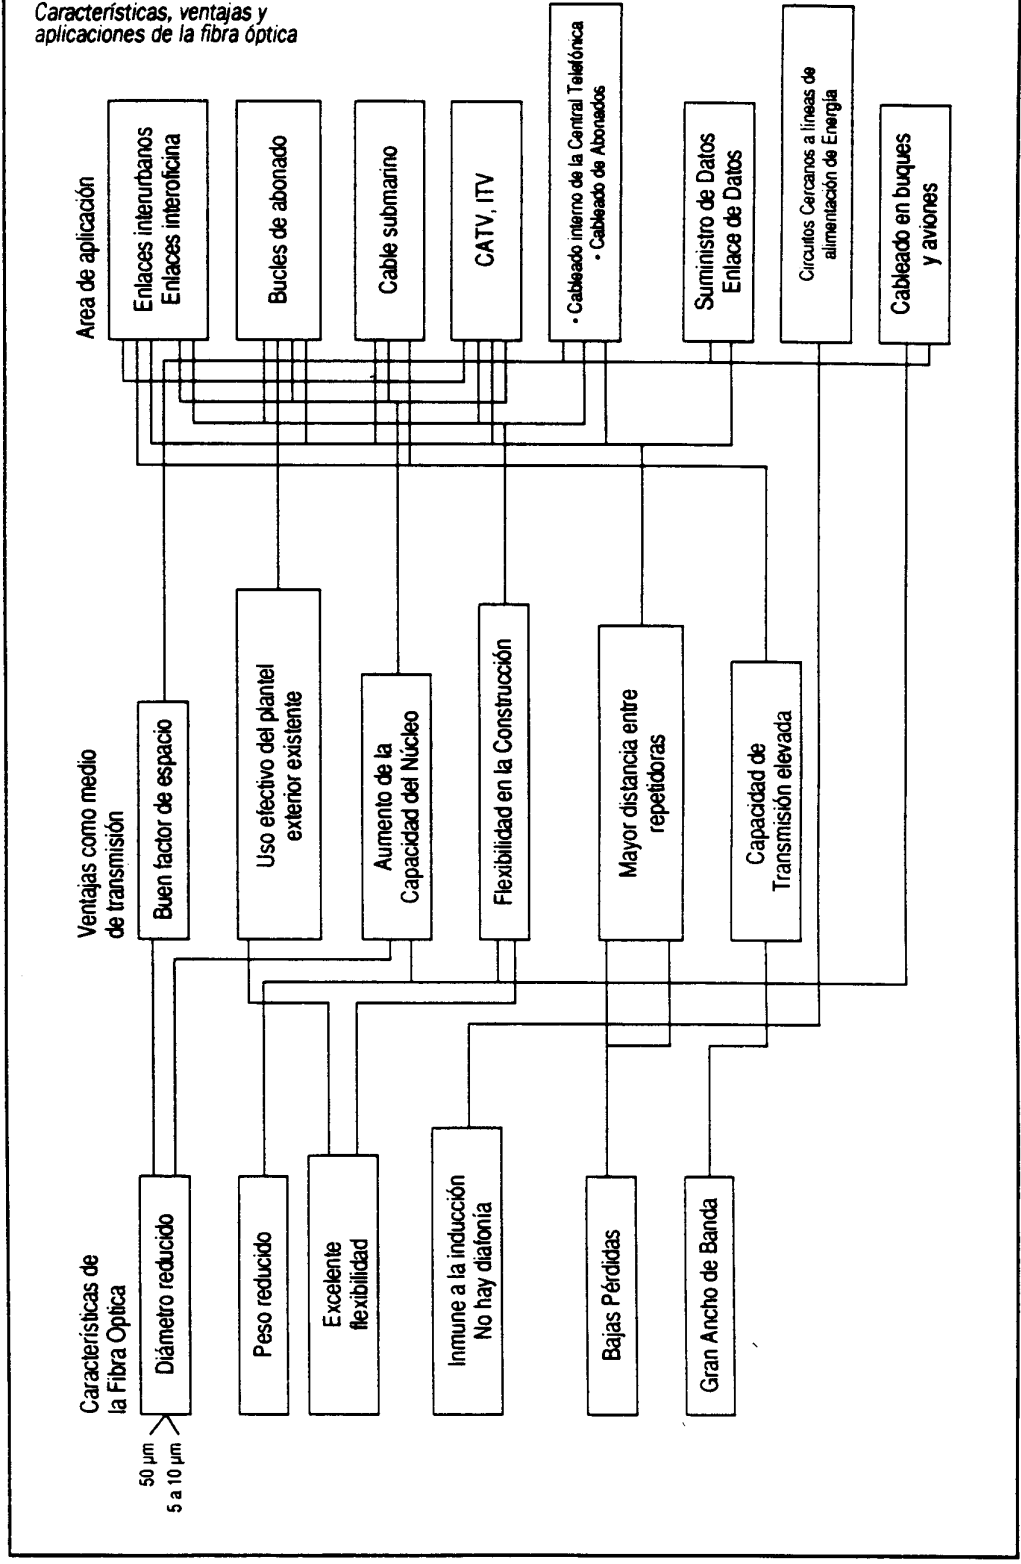 Características, ventajas y
aplicaciones de la fibra óptica
Características de
la Fibra Optica
50 µm
5 a 10 µm
Diámetro reducido
Peso reducido
Excelente
flexibilidad
Inmune a la inducción
No hay diafonía
Bajas Pérdidas
Gran Ancho de Banda
Ventajas como medio
de transmisión
Buen factor de espacio
Uso efectivo del plantel
exterior existente
Aumento de la
Capacidad del Núcleo
Flexibilidad en la Construcción
Mayor distancia entre
repetidoras
Capacidad de
Transmisión elevada
Area de aplicación
Enlaces interurbanos
Enlaces interoficina
Bucles de abonado
Cable submarino
CATV, ITV
• Cableado interno de la Central Telefónica
• Cableado de Abonados
Suministro de Datos
Enlace de Datos
Circuitos Cercanos a líneas de
alimentación de Energía
Cableado en buques
y aviones